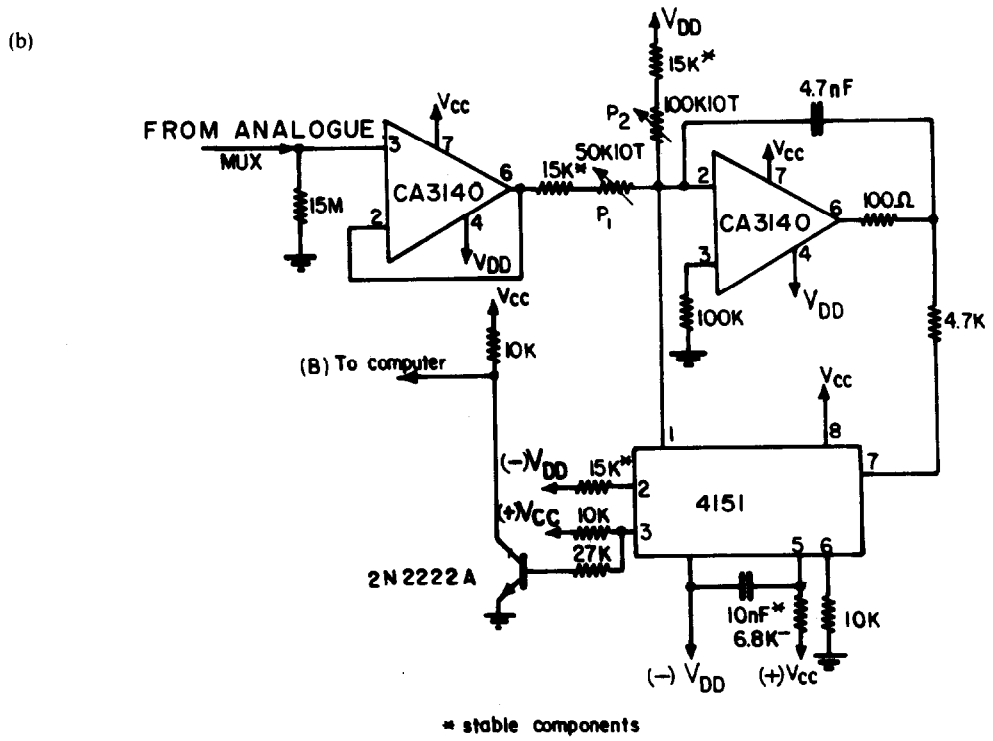 (b)
VDD
15K*
4.7nF
P2
100K10T
VCC
FROM ANALOGUE
MUX
3
7
50K10T
15K*
CA3140
6
P1
2
7
VCC
CA3140
6
100Ω
15M
2
4
VDD
3
4
VDD
100K
4.7K
VCC
10K
(B) To computer
VCC
1
8
(-)VDD
15K*
2
4151
7
(+)VCC
10K
3
27K
5
6
2N2222A
10nF*
6.8K-
10K
(-) VDD
(+)VCC
* stable components